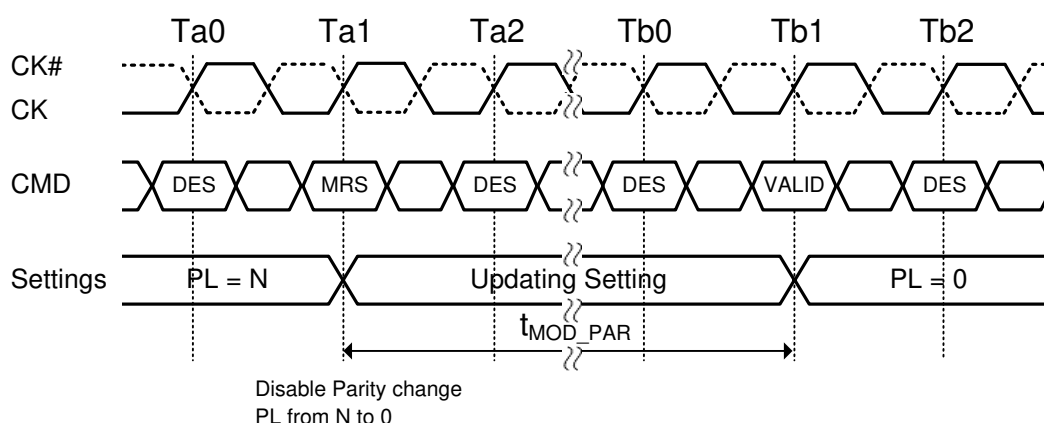 Ta0 Ta1 Ta2 Tb0 Tb1 Tb2
CK#
CK
CMD DES MRS DES DES VALID DES
Settings PL = N Updating Setting PL = 0
tMOD_PAR
Disable Parity change
PL from N to 0